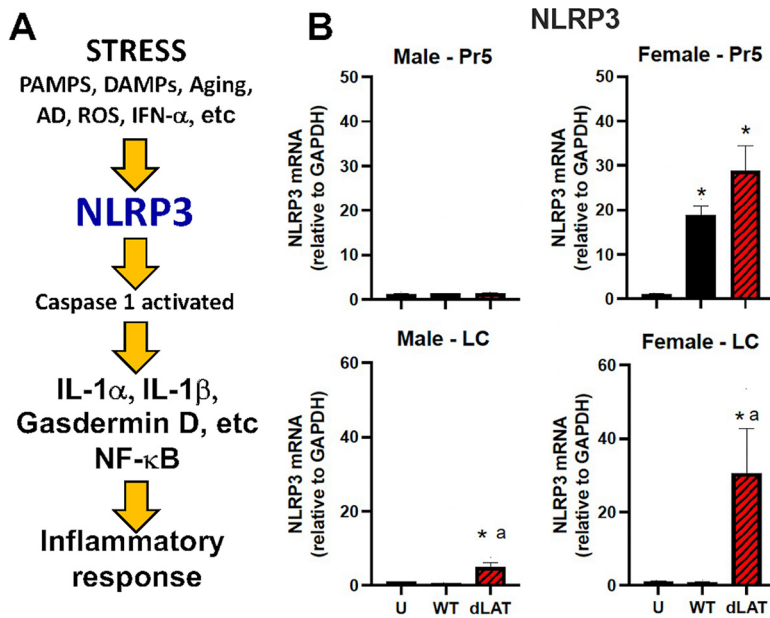 A
STRESS
PAMPS, DAMPs, Aging,
AD, ROS, IFN-α, etc
NLRP3
Caspase 1 activated
IL-1α, IL-1β,
Gasdermin D, etc
NF-κB
Inflammatory
response
B
NLRP3
Male - Pr5
NLRP3 mRNA
(relative to GAPDH)
50
40
30
20
10
0
Female - Pr5
NLRP3 mRNA
(relative to GAPDH)
50
40
30
20
10
0
*
*
Male - LC
NLRP3 mRNA
(relative to GAPDH)
60
40
20
0
* a
U WT dLAT
Female - LC
NLRP3 mRNA
(relative to GAPDH)
60
40
20
0
* a
U WT dLAT